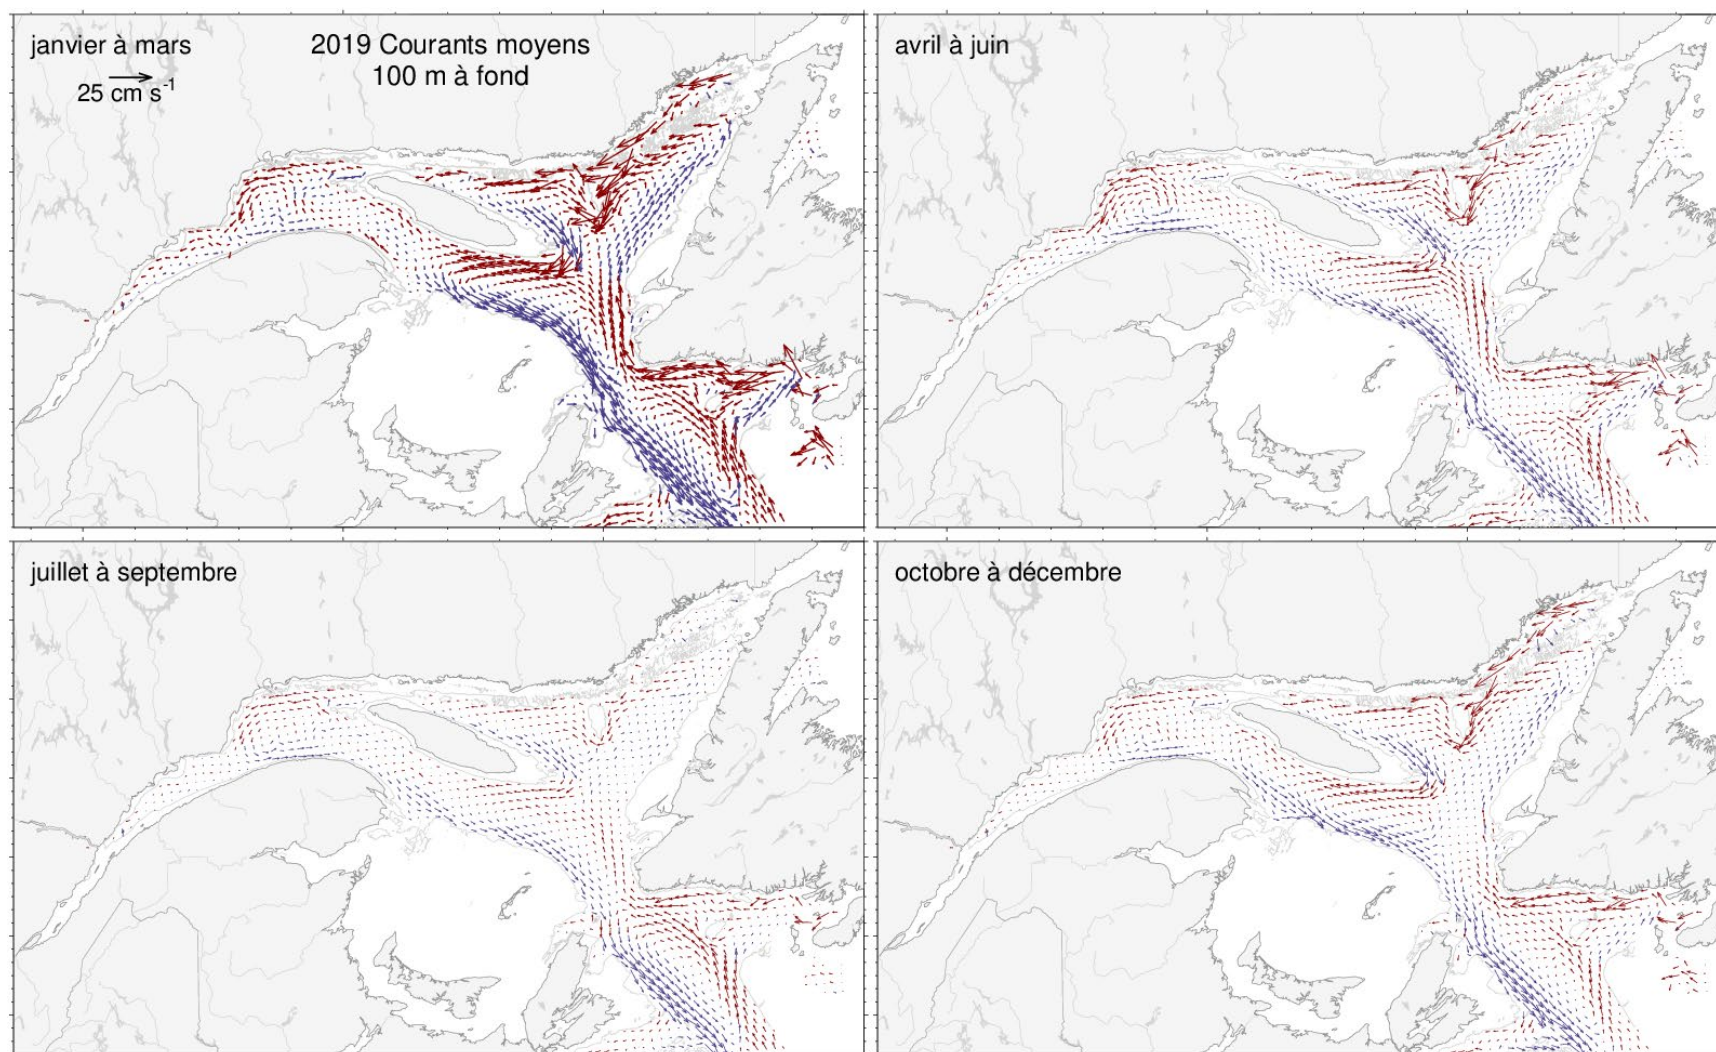 janvier à mars
25 cm s⁻¹
2019 Courants moyens
100 m à fond
avril à juin
juillet à septembre
octobre à décembre